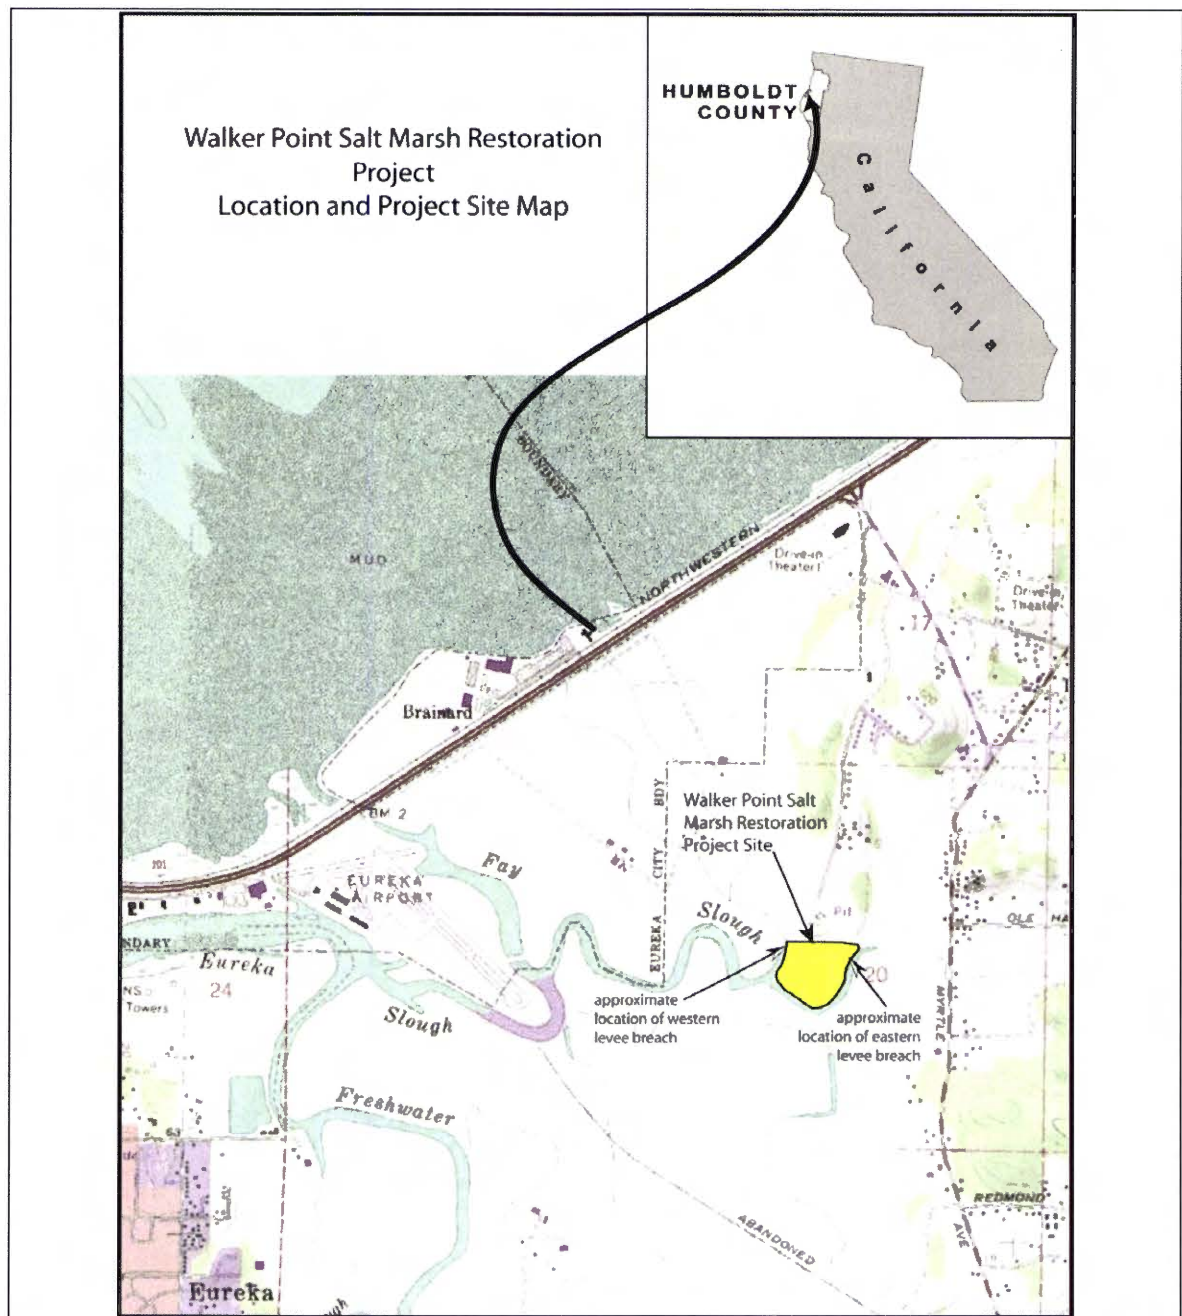 Walker Point Salt Marsh Restoration
Project
Location and Project Site Map
HUMBOLDT
COUNTY
California
BOUNDARY
MUD
NORTHWESTERN
Drive-in
Theater
Drive-in
Theater
17
Brainard
BM 2
EUREKA CITY BDY
Walker Point Salt
Marsh Restoration
Project Site
201
EUREKA
AIRPORT
Fay
Slough
Pit
20
NDARY
Eureka
24
Towers
Slough
approximate
location of western
levee breach
approximate
location of eastern
levee breach
MYRTLE
AVE
OLE HA
Freshwater
63
REDMOND
ABANDONED
Eureka